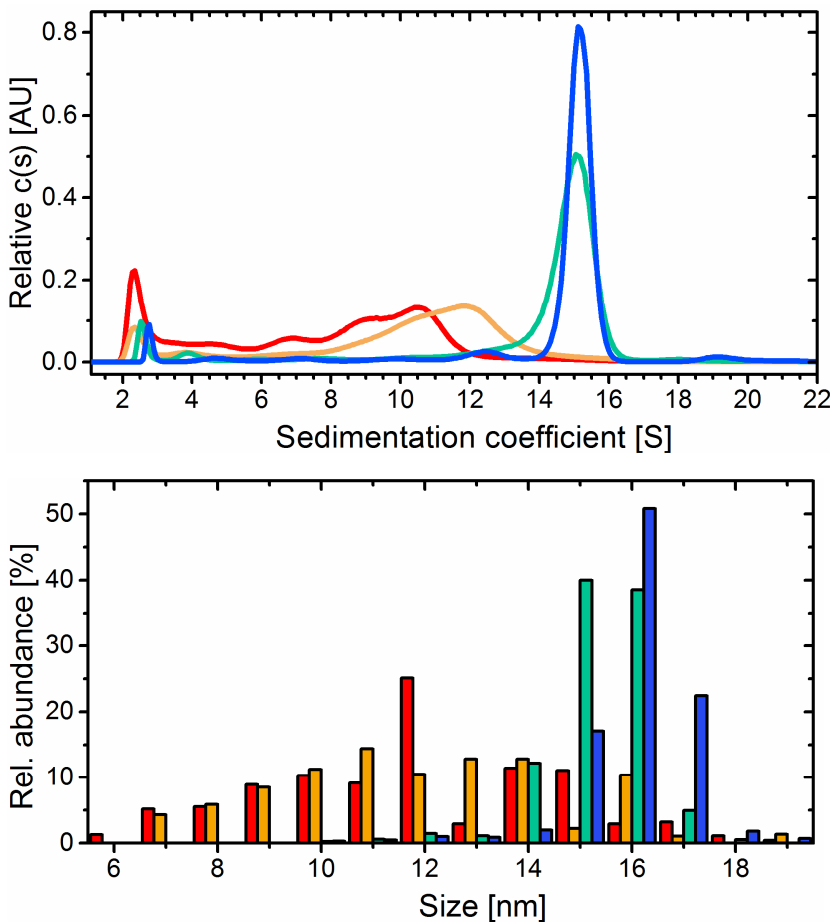 0.8
0.6
0.4
0.2
0.0
Relative c(s) [AU]
2 4 6 8 10 12 14 16 18 20 22
Sedimentation coefficient [S]
50
40
30
20
10
0
Rel. abundance [%]
6 8 10 12 14 16 18
Size [nm]